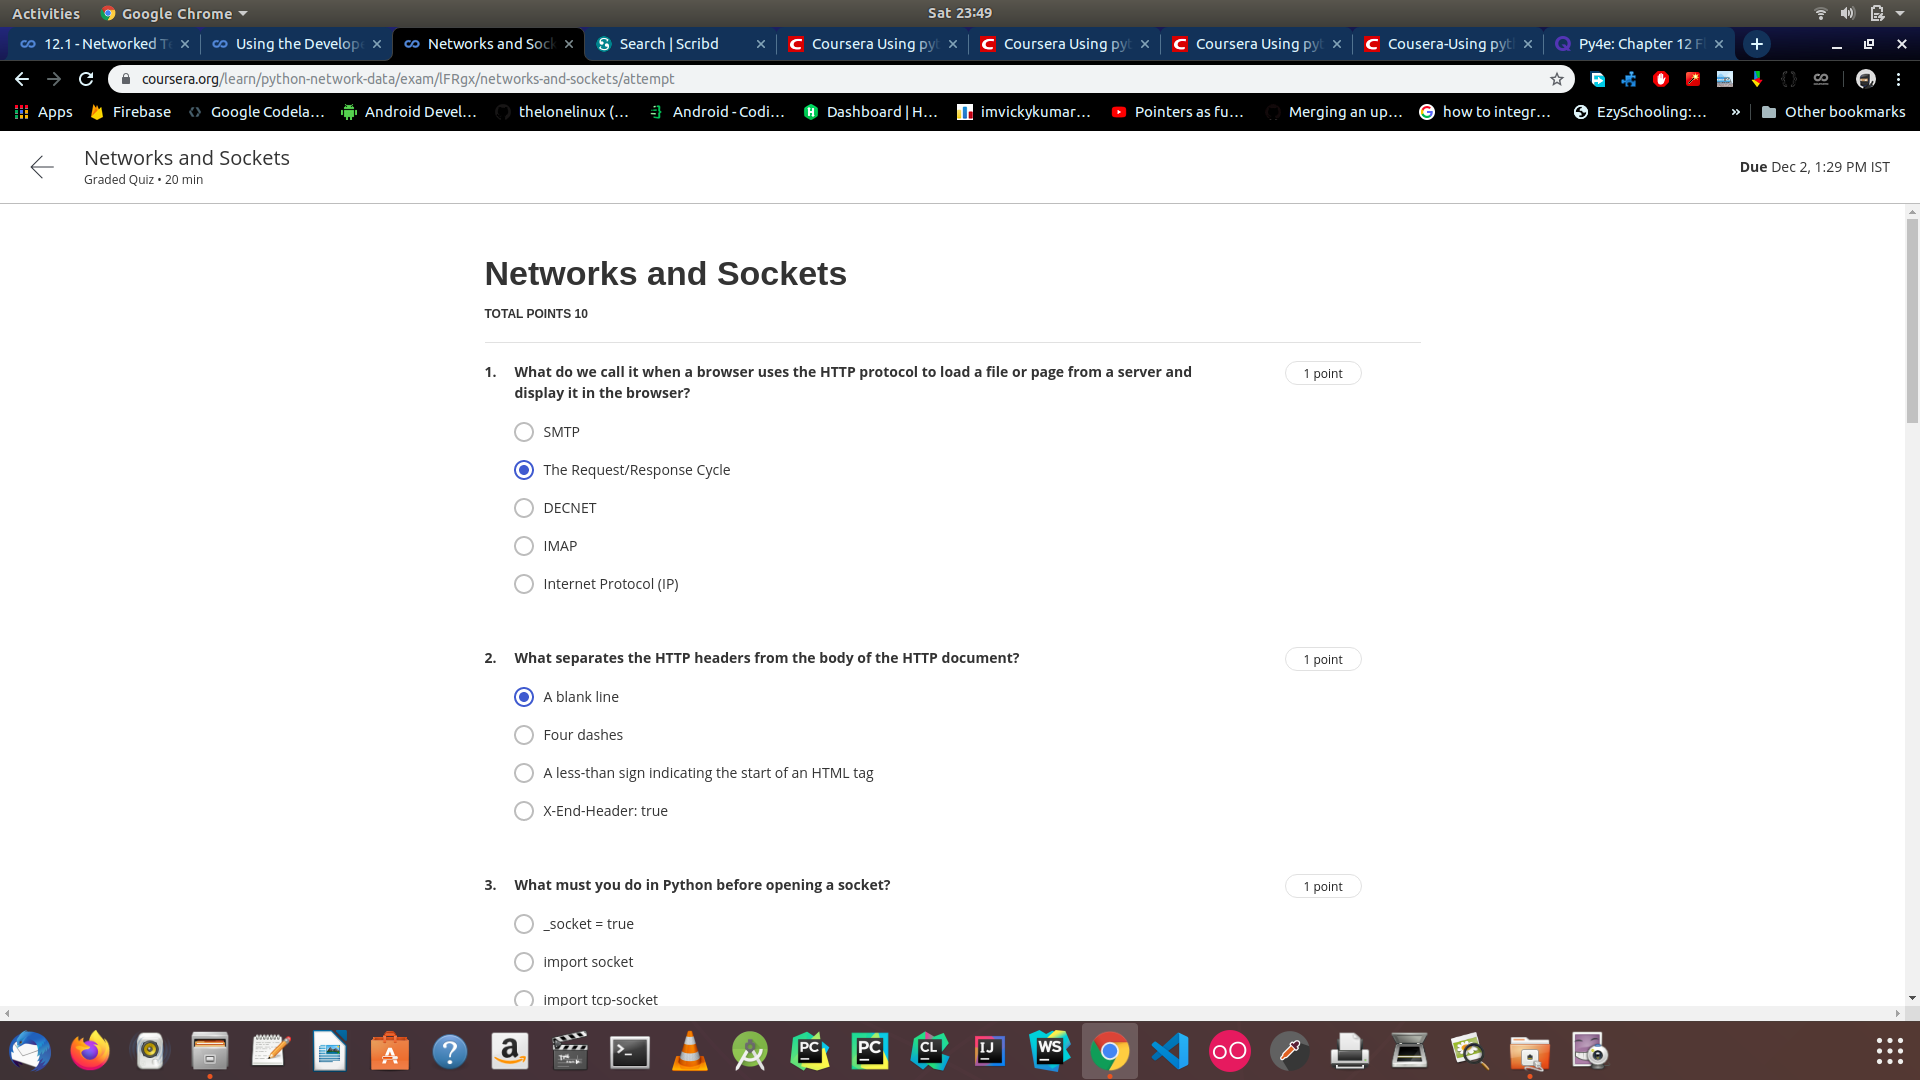 Activities
Google Chrome
Sat 23:49
12.1 - Networked Te
Using the Develope
Networks and Sock
Search | Scribd
Coursera Using pyt
Coursera Using pyt
Coursera Using pyt
Cousera-Using pyt
Py4e: Chapter 12 F
coursera.org/learn/python-network-data/exam/lFRgx/networks-and-sockets/attempt
Apps
Firebase
Google Codela...
Android Devel...
thelonelinux (...
Android - Codi...
Dashboard | H...
imvickykumar...
Pointers as fu...
Merging an up...
how to integr...
EzySchooling:...
»
Other bookmarks
Networks and Sockets
Graded Quiz • 20 min
Due Dec 2, 1:29 PM IST
Networks and Sockets
TOTAL POINTS 10
1. What do we call it when a browser uses the HTTP protocol to load a file or page from a server and
display it in the browser?
1 point
SMTP
The Request/Response Cycle
DECNET
IMAP
Internet Protocol (IP)
2. What separates the HTTP headers from the body of the HTTP document?
1 point
A blank line
Four dashes
A less-than sign indicating the start of an HTML tag
X-End-Header: true
3. What must you do in Python before opening a socket?
1 point
_socket = true
import socket
import tcp-socket